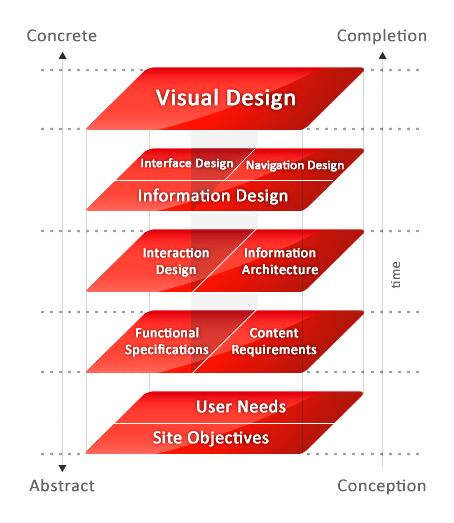 Concrete
Completion
Visual Design
Interface Design
Navigation Design
Information Design
Interaction
Design
Information
Architecture
time
Functional
Specifications
Content
Requirements
User Needs
Site Objectives
Abstract
Conception